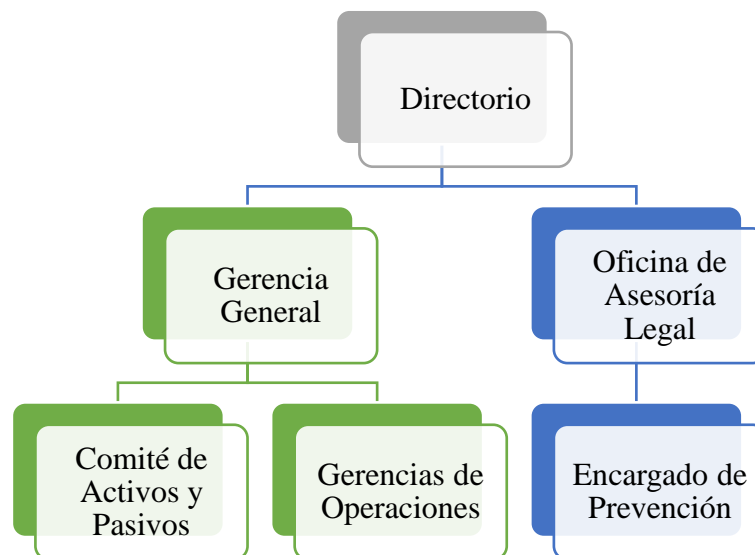 Directorio
Gerencia
General
Oficina de
Asesoría
Legal
Comité de
Activos y
Pasivos
Gerencias de
Operaciones
Encargado de
Prevención